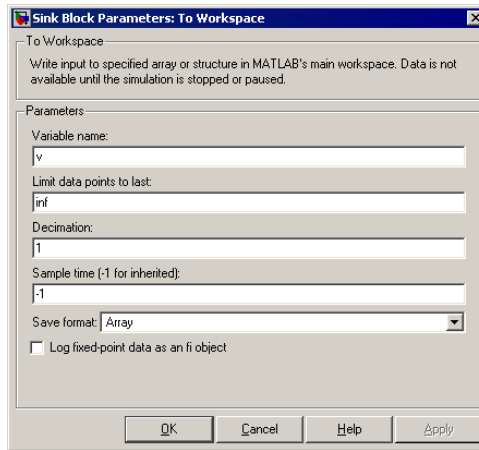 Sink Block Parameters: To Workspace
To Workspace
Write input to specified array or structure in MATLAB's main workspace. Data is not
available until the simulation is stopped or paused.
Parameters
Variable name:
v
Limit data points to last:
inf
Decimation:
1
Sample time (-1 for inherited):
-1
Save format: Array
Log fixed-point data as an fi object
OK Cancel Help Apply